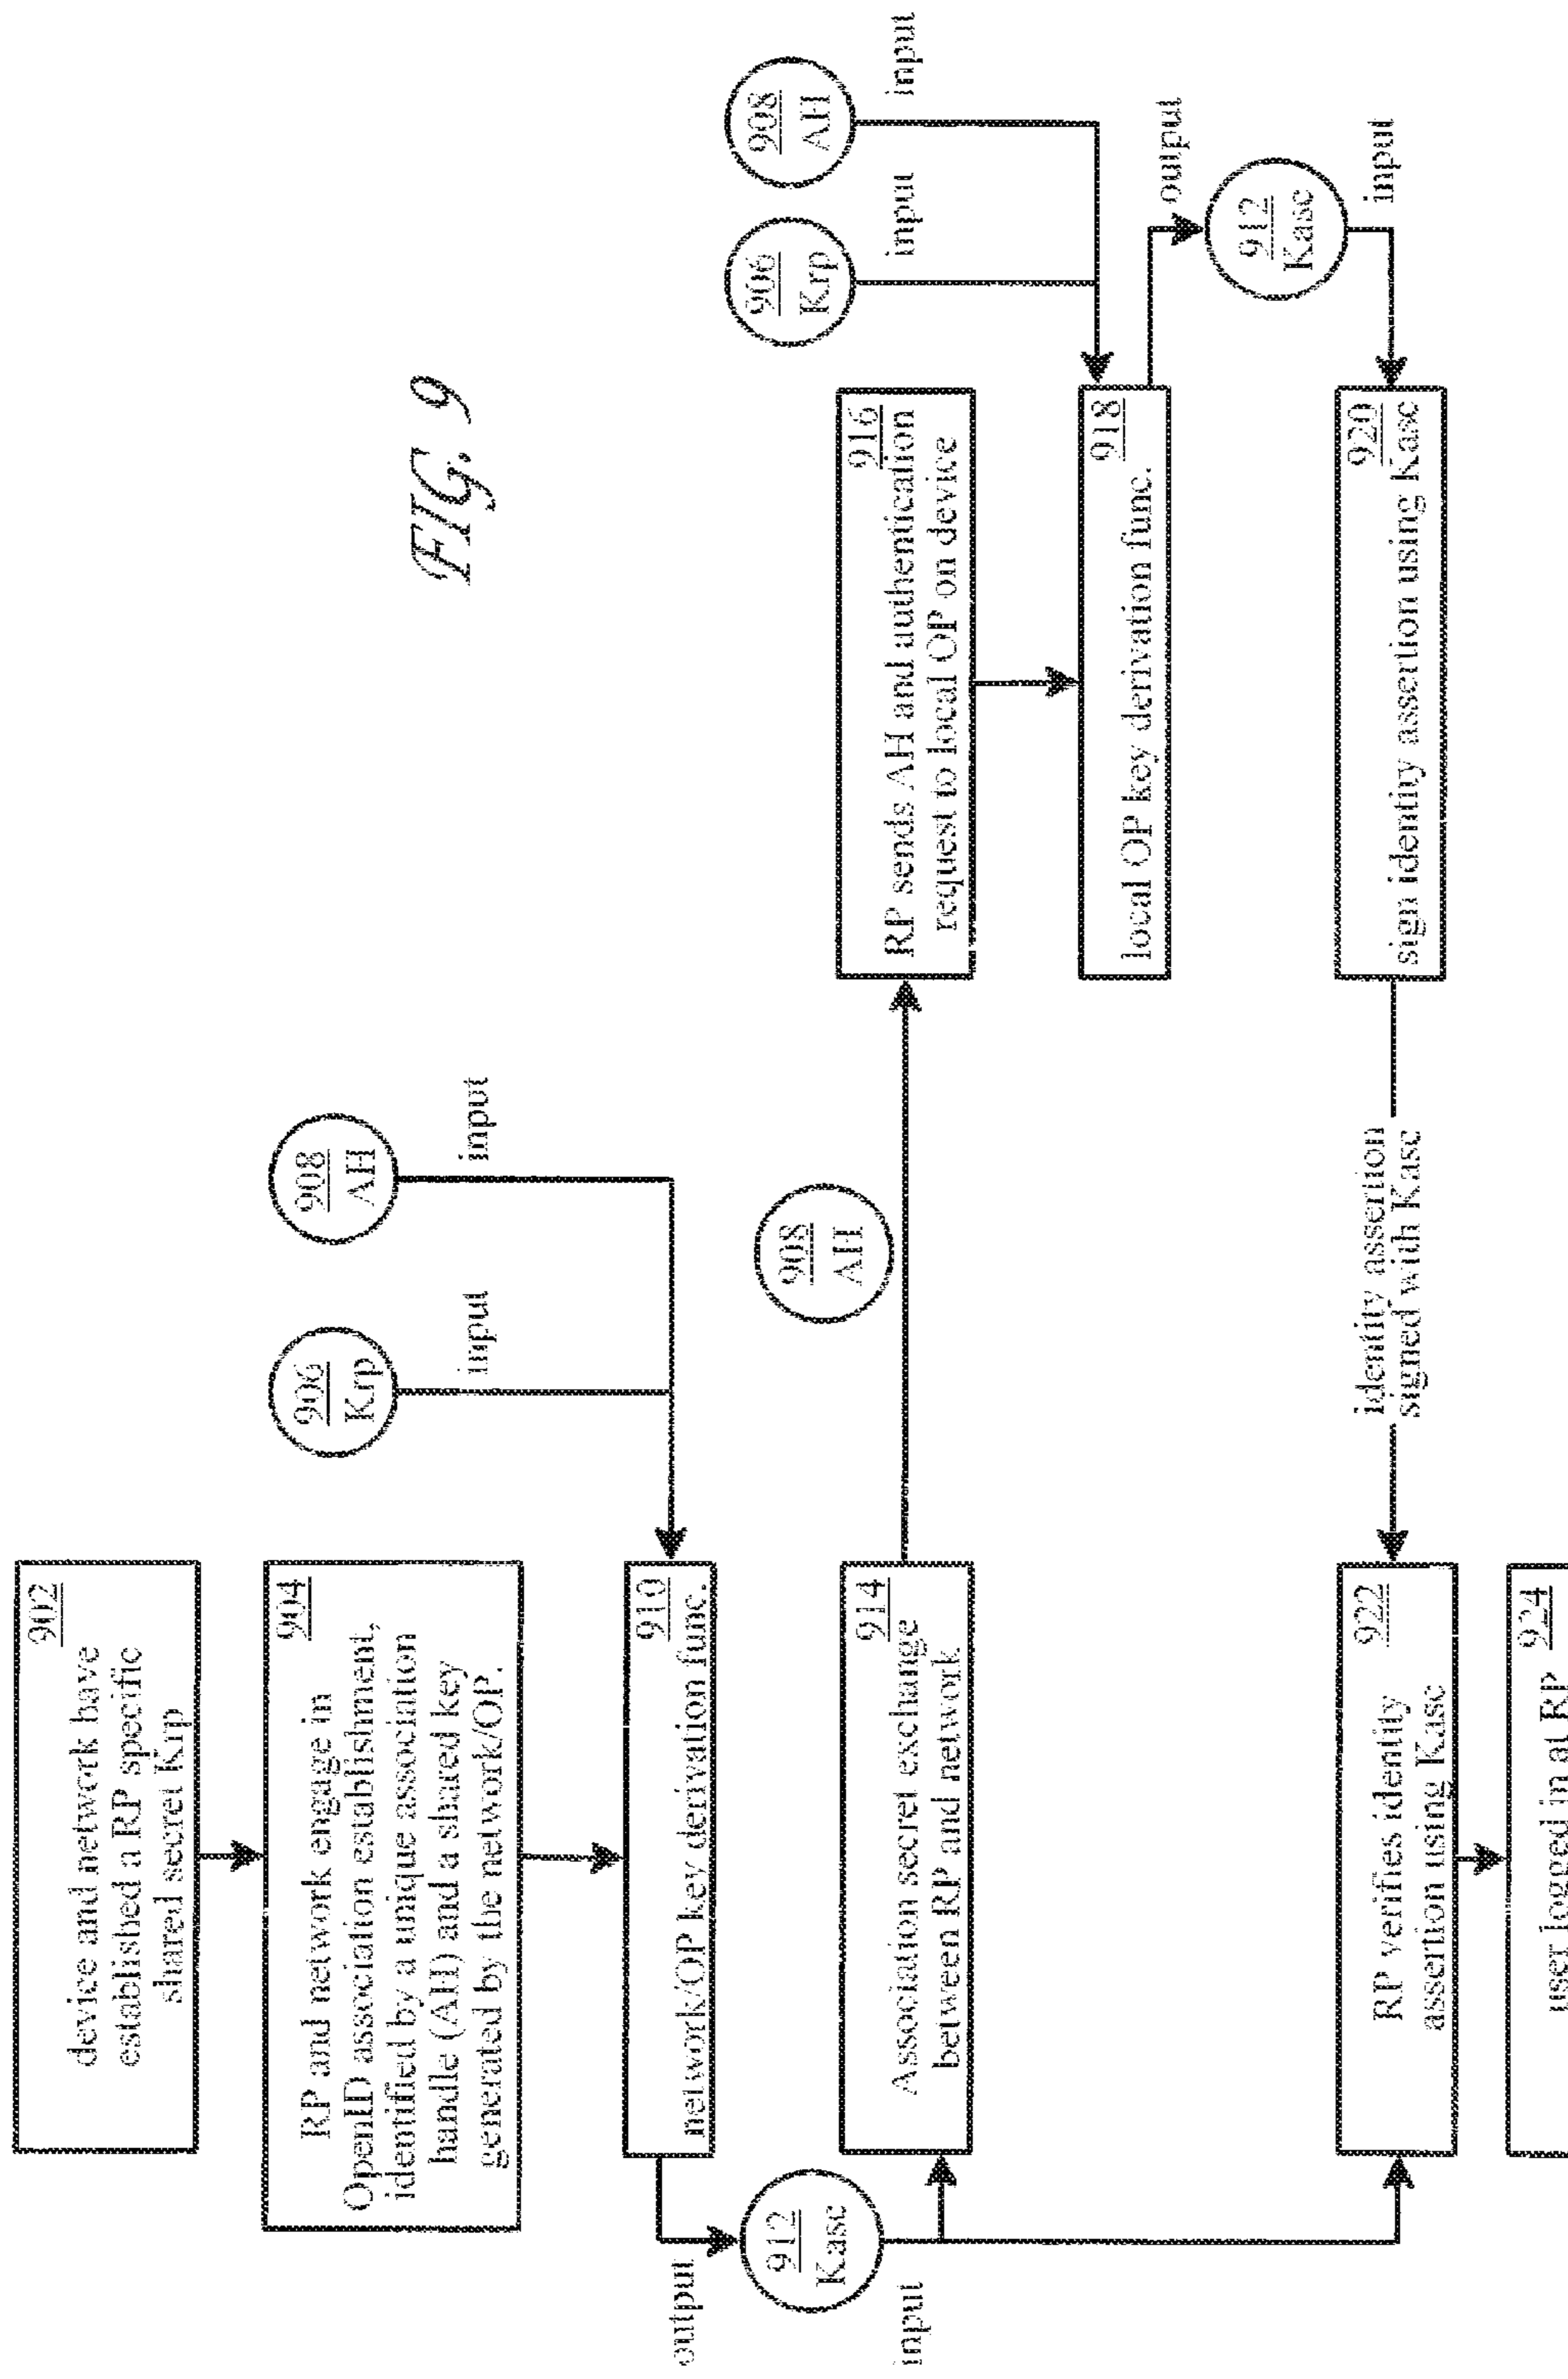 FIG. 9
902
device and network have
established a RP specific
shared secret Krp
904
RP and network engage in
OpenID association establishment,
identified by a unique association
handle (AH) and a shared key
generated by the network/OP.
906
Krp
input
908
AH
input
910
network/OP key derivation func.
output
912
Kasc
input
914
Association secret exchange
between RP and network
908
AH
916
RP sends AH and authentication
request to local OP on device
906
Krp
input
908
AH
input
918
local OP key derivation func.
output
912
Kasc
input
920
sign identity assertion using Kasc
identity assertion
signed with Kasc
922
RP verifies identity
assertion using Kasc
924
user logged in at RP